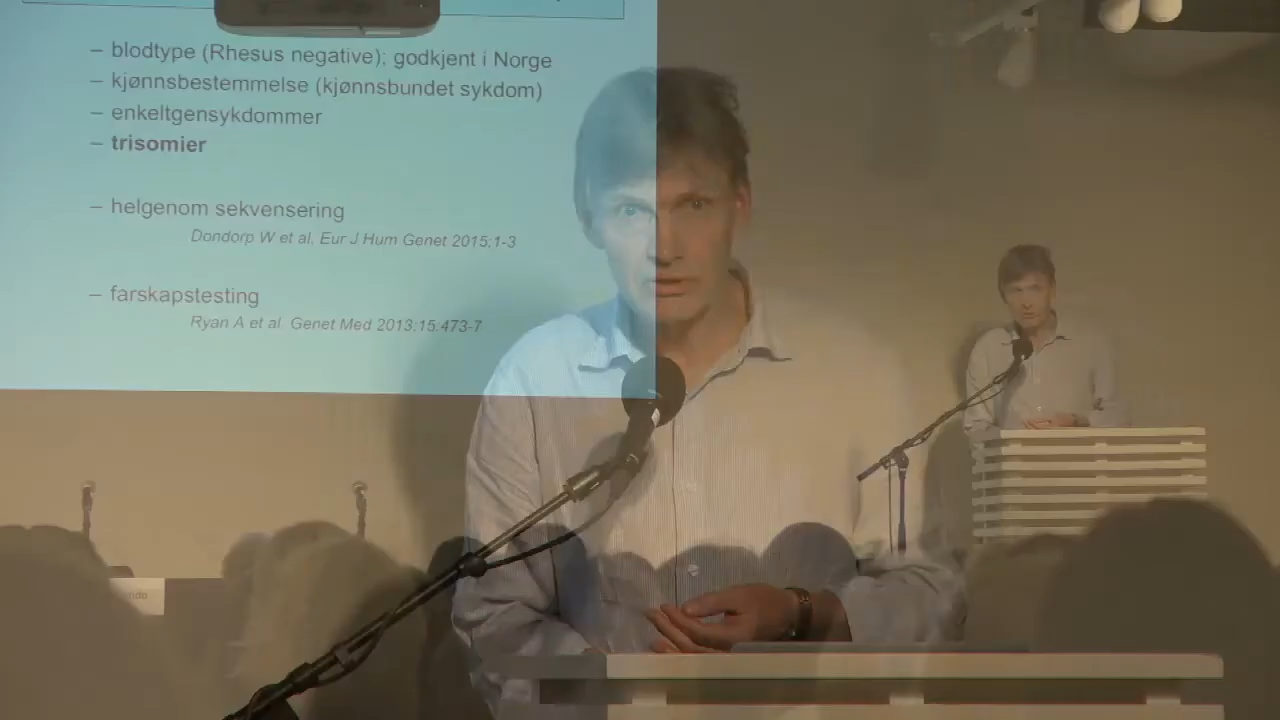 – blodtype (Rhesus negative); godkjent i Norge
– kjønnsbestemmelse (kjønnsbundet sykdom)
– enkeltgensykdommer
– trisomier
– helgenom sekvensering
Dondorp W et al. Eur J Hum Genet 2015;1-3
– farskapstesting
Ryan A et al. Genet Med 2013:15.473-7